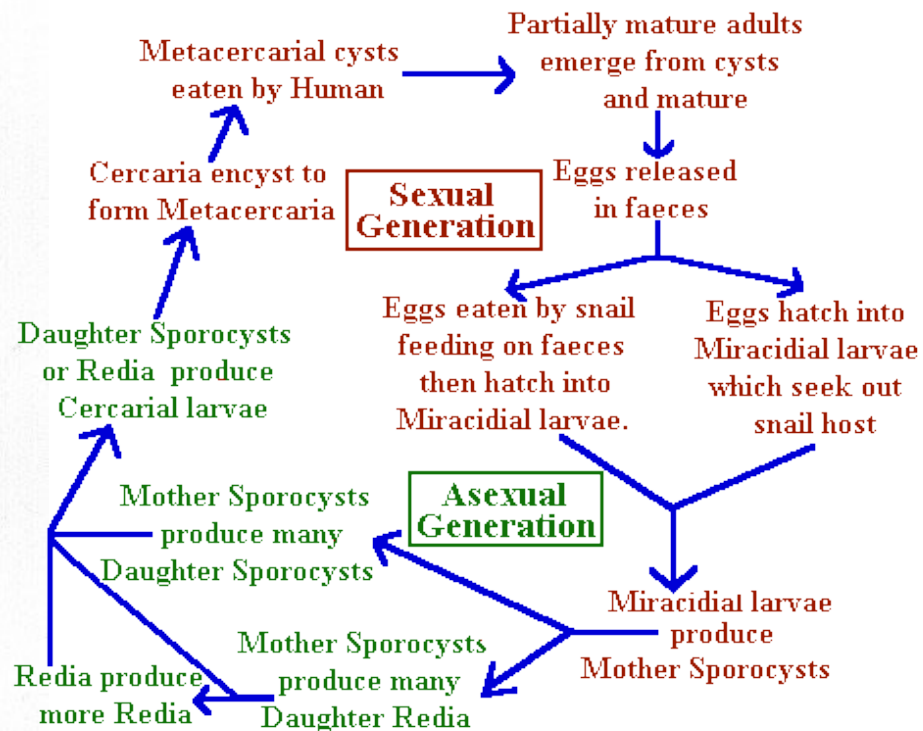 Metacercarial cysts
eaten by Human
Partially mature adults
emerge from cysts
and mature
Cercaria encyst to
form Metacercaria
Sexual
Generation
Eggs released
in faeces
Daughter Sporocysts
or Redia produce
Cercarial larvae
Eggs eaten by snail
feeding on faeces
then hatch into
Miracidial larvae.
Eggs hatch into
Miracidial larvae
which seek out
snail host
Mother Sporocysts
produce many
Daughter Sporocysts
Asexual
Generation
Miracidial larvae
produce
Mother Sporocysts
Redia produce
more Redia
Mother Sporocysts
produce many
Daughter Redia